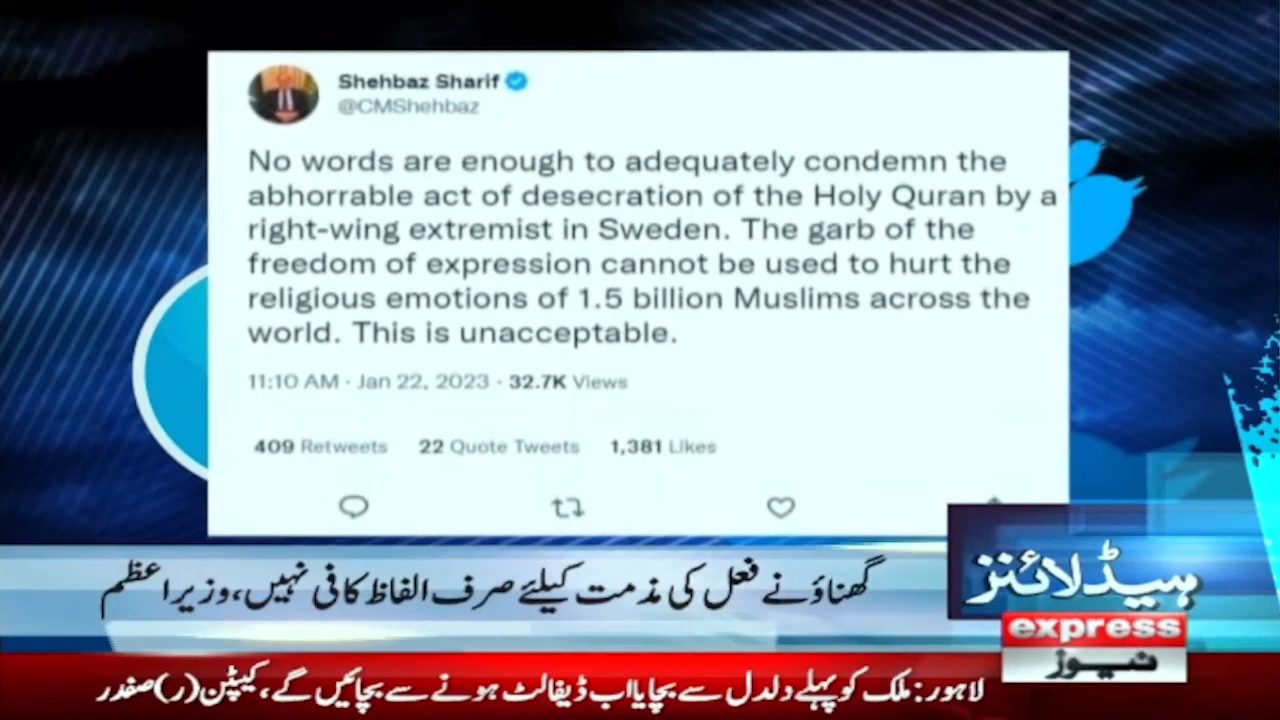 Shehbaz Sharif
@CMShehbaz
No words are enough to adequately condemn the
abhorrable act of desecration of the Holy Quran by a
right-wing extremist in Sweden. The garb of the
freedom of expression cannot be used to hurt the
religious emotions of 1.5 billion Muslims across the
world. This is unacceptable.
11:10 AM · Jan 22, 2023 · 32.7K Views
409 Retweets 22 Quote Tweets 1,381 Likes
ہیڈلائنز
گھناؤنے فعل کی مذمت کیلئے صرف الفاظ کافی نہیں، وزیراعظم
express
نیوز
لاہور: ملک کو پہلے دلدل سے بچایا اب ڈیفالٹ ہونے سے بچائیں گے، کیپٹن (ر) صفدر